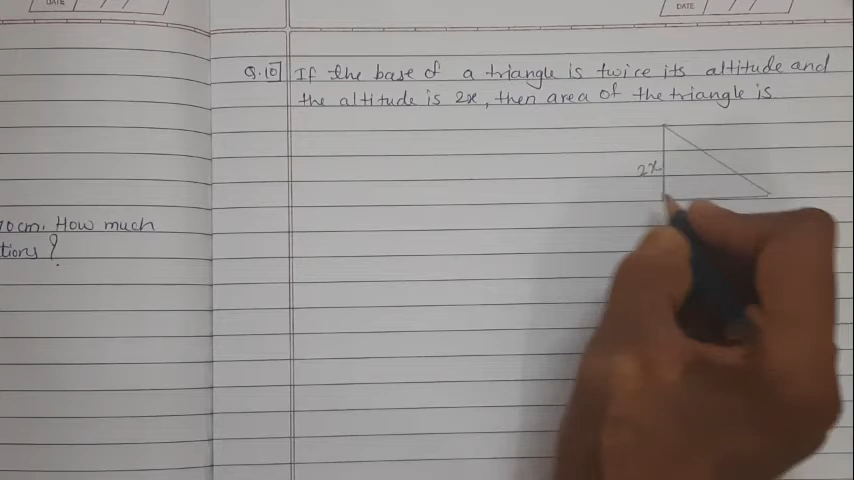 DATE
DATE
Q.10] If the base of a triangle is twice its altitude and
the altitude is 2x, then area of the triangle is
2x
70cm. How much
tions?